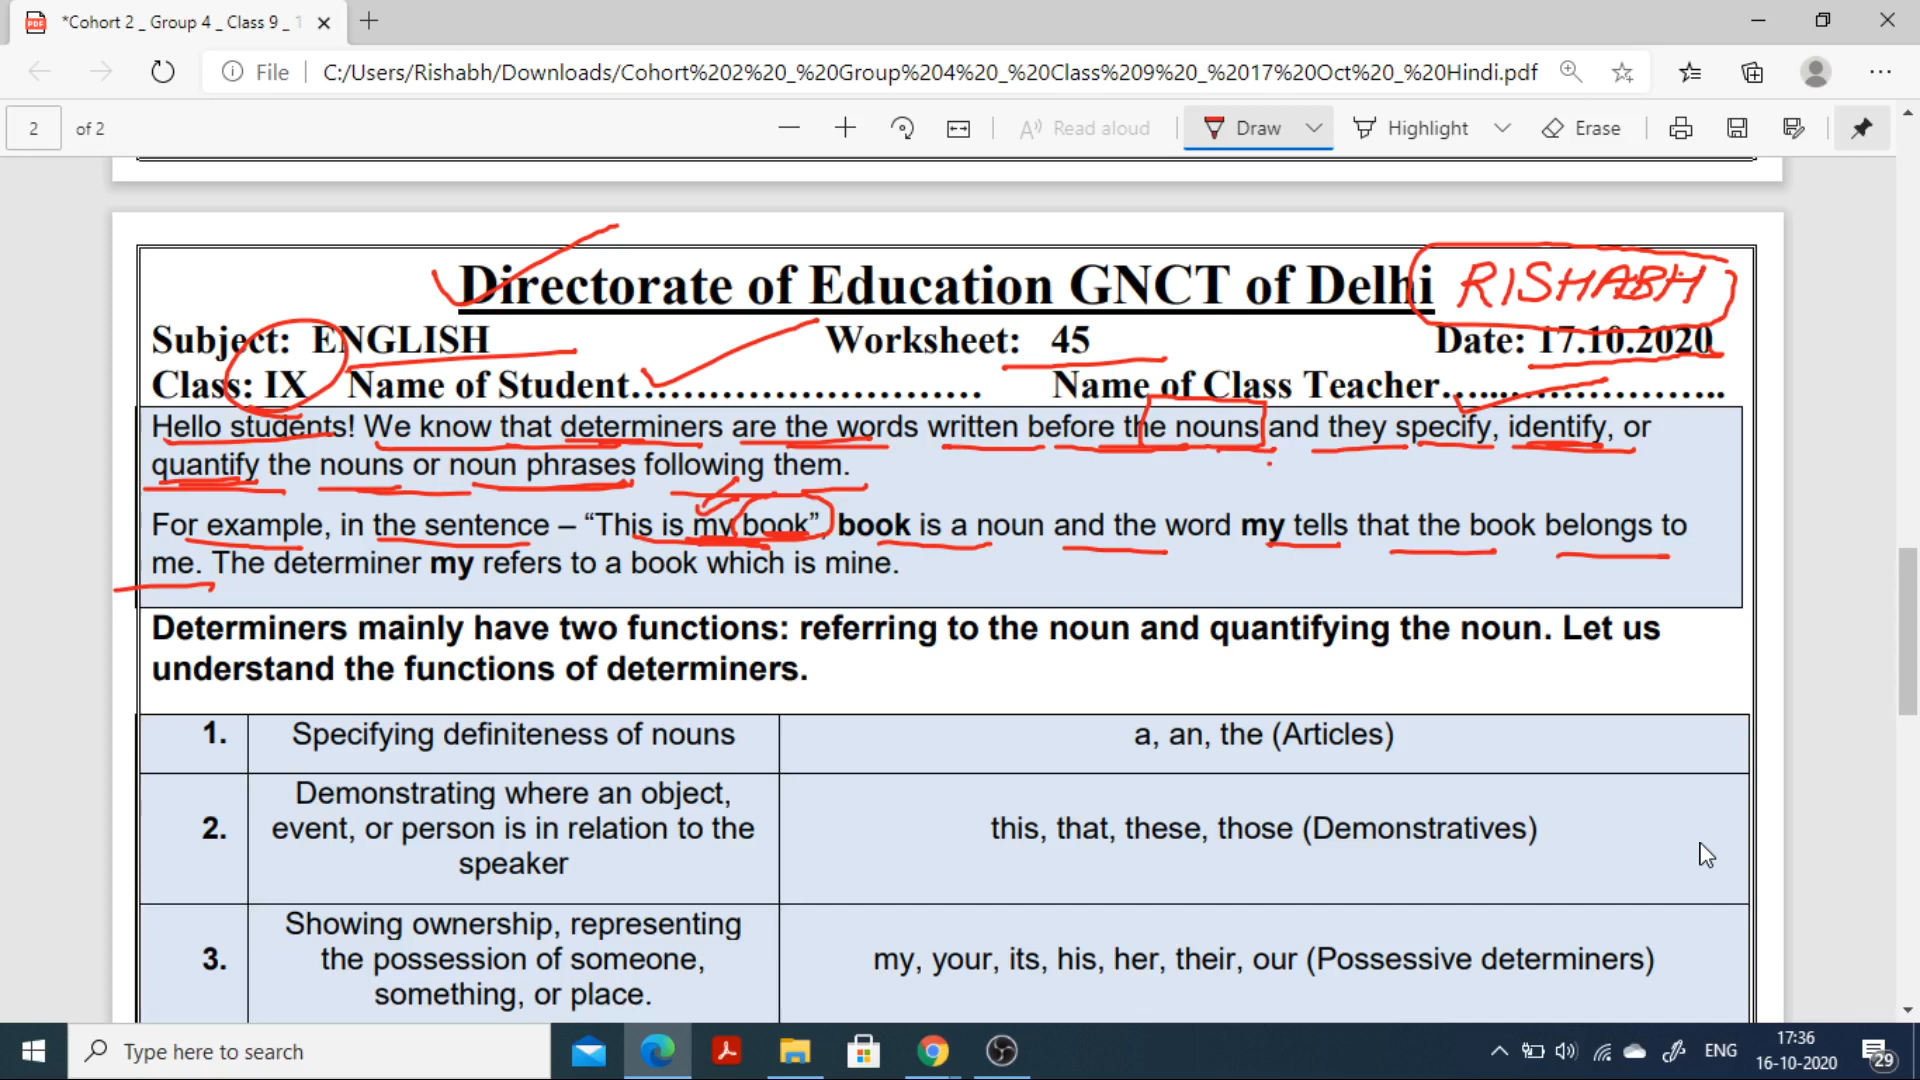 *Cohort 2 _ Group 4 _ Class 9 _ 1
File
C:/Users/Rishabh/Downloads/Cohort%202%20_%20Group%204%20_%20Class%209%20_%2017%20Oct%20_%20Hindi.pdf
2 of 2
Read aloud
Draw
Highlight
Erase
Directorate of Education GNCT of Delhi
RISHABH
Subject: ENGLISH Worksheet: 45 Date: 17.10.2020
Class: IX Name of Student………………………… Name of Class Teacher…...……………..
Hello students! We know that determiners are the words written before the nouns and they specify, identify, or
quantify the nouns or noun phrases following them.
For example, in the sentence – “This is my book”, book is a noun and the word my tells that the book belongs to
me. The determiner my refers to a book which is mine.
Determiners mainly have two functions: referring to the noun and quantifying the noun. Let us
understand the functions of determiners.
1. Specifying definiteness of nouns a, an, the (Articles)
Demonstrating where an object,
2. event, or person is in relation to the this, that, these, those (Demonstratives)
speaker
Showing ownership, representing
3. the possession of someone, my, your, its, his, her, their, our (Possessive determiners)
something, or place.
Type here to search
ENG
17:36
16-10-2020
29